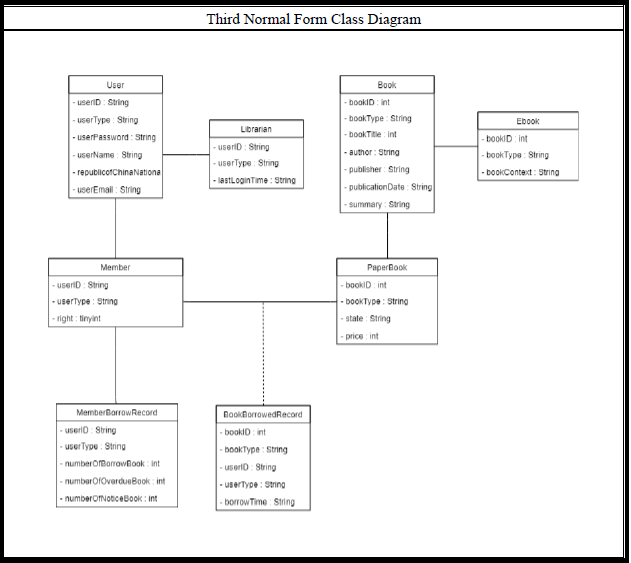 Third Normal Form Class Diagram
User
- userID : String
- userType : String
- userPassword : String
- userName : String
- republicofChinaNationa
- userEmail : String
Librarian
- userID : String
- userType : String
- lastLoginTime : String
Book
- bookID : int
- bookType : String
- bookTitle : int
- author : String
- publisher : String
- publicationDate : String
- summary : String
Ebook
- bookID : int
- bookType : String
- bookContext : String
Member
- userID : String
- userType : String
- right : tinyint
PaperBook
- bookID : int
- bookType : String
- state : String
- price : int
MemberBorrowRecord
- userID : String
- userType : String
- numberOfBorrowBook : int
- numberOfOverdueBook : int
- numberOfNoticeBook : int
BookBorrowedRecord
- bookID : int
- bookType : String
- userID : String
- userType : String
- borrowTime : String